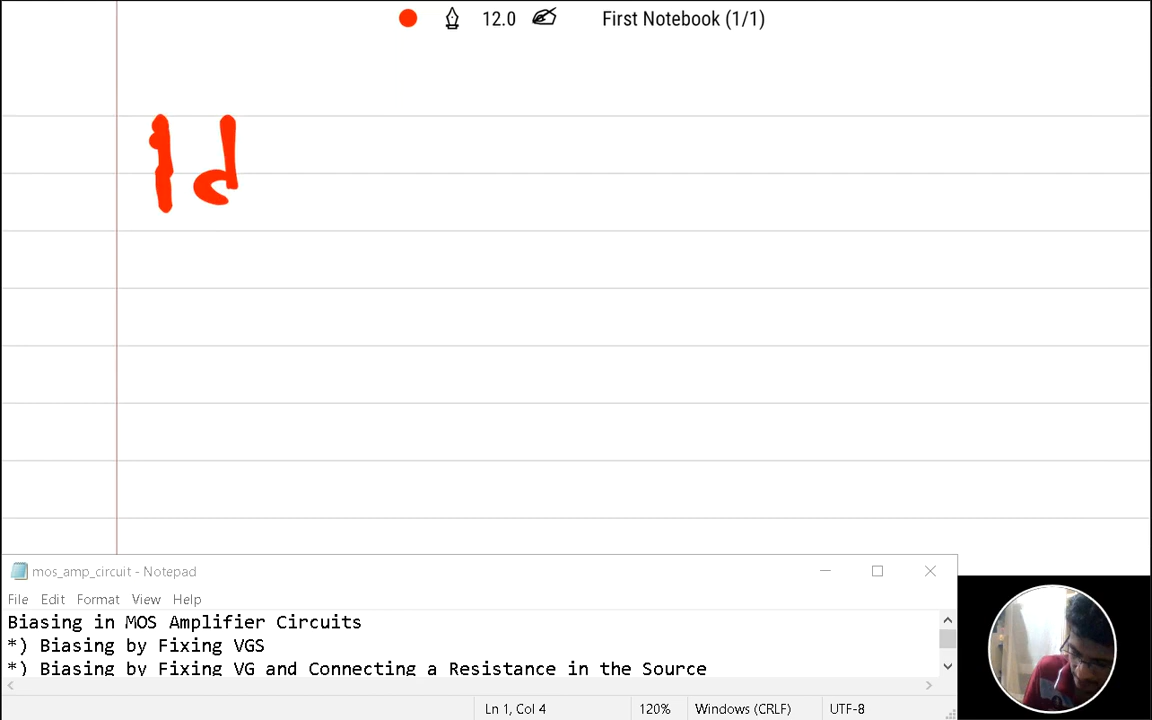 12.0 First Notebook (1/1)
Id
mos_amp_circuit - Notepad
File Edit Format View Help
Biasing in MOS Amplifier Circuits
*) Biasing by Fixing VGS
*) Biasing by Fixing VG and Connecting a Resistance in the Source
Ln 1, Col 4 120% Windows (CRLF) UTF-8